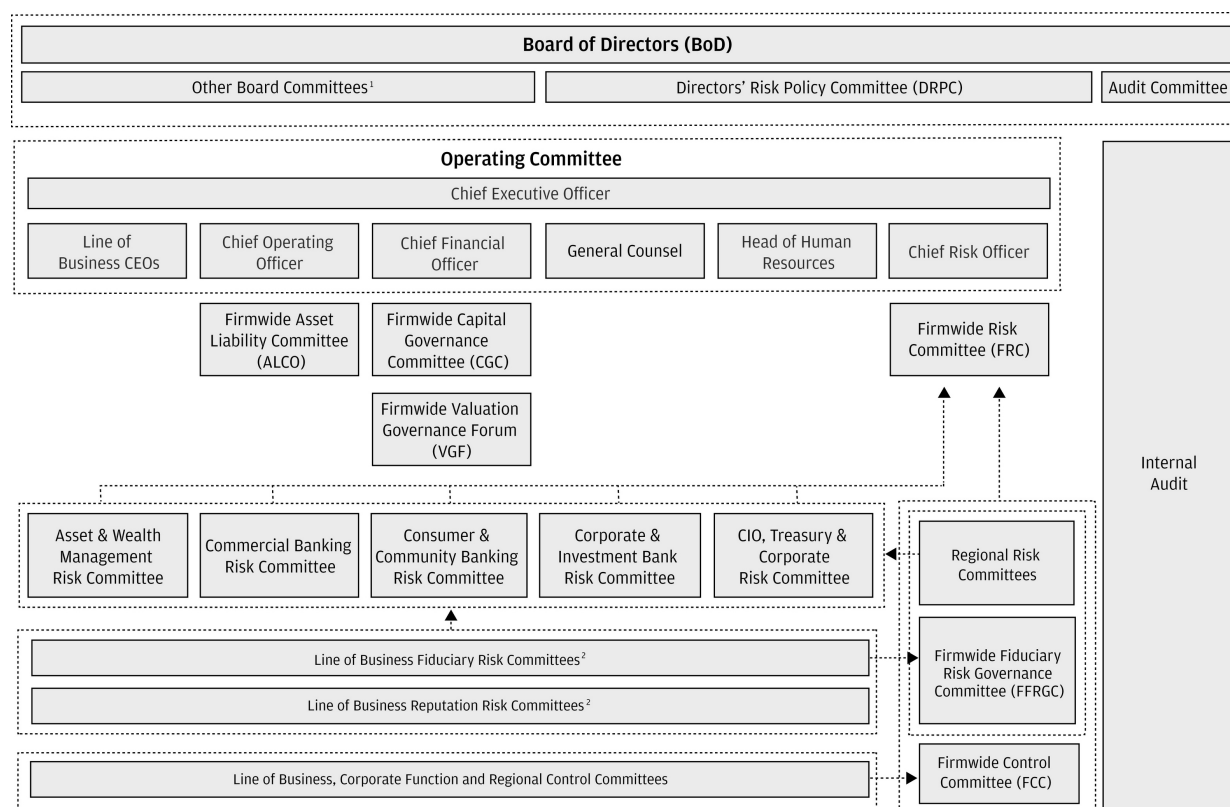 Board of Directors (BoD)
Other Board Committees¹
Directors' Risk Policy Committee (DRPC)
Audit Committee
Operating Committee
Chief Executive Officer
Line of
Business CEOs
Chief Operating
Officer
Chief Financial
Officer
General Counsel
Head of Human
Resources
Chief Risk Officer
Firmwide Asset
Liability Committee
(ALCO)
Firmwide Capital
Governance
Committee (CGC)
Firmwide Risk
Committee (FRC)
Firmwide Valuation
Governance Forum
(VGF)
Internal
Audit
Asset & Wealth
Management
Risk Committee
Commercial Banking
Risk Committee
Consumer &
Community Banking
Risk Committee
Corporate &
Investment Bank
Risk Committee
CIO, Treasury &
Corporate
Risk Committee
Regional Risk
Committees
Line of Business Fiduciary Risk Committees²
Line of Business Reputation Risk Committees²
Firmwide Fiduciary
Risk Governance
Committee (FFRGC)
Line of Business, Corporate Function and Regional Control Committees
Firmwide Control
Committee (FCC)